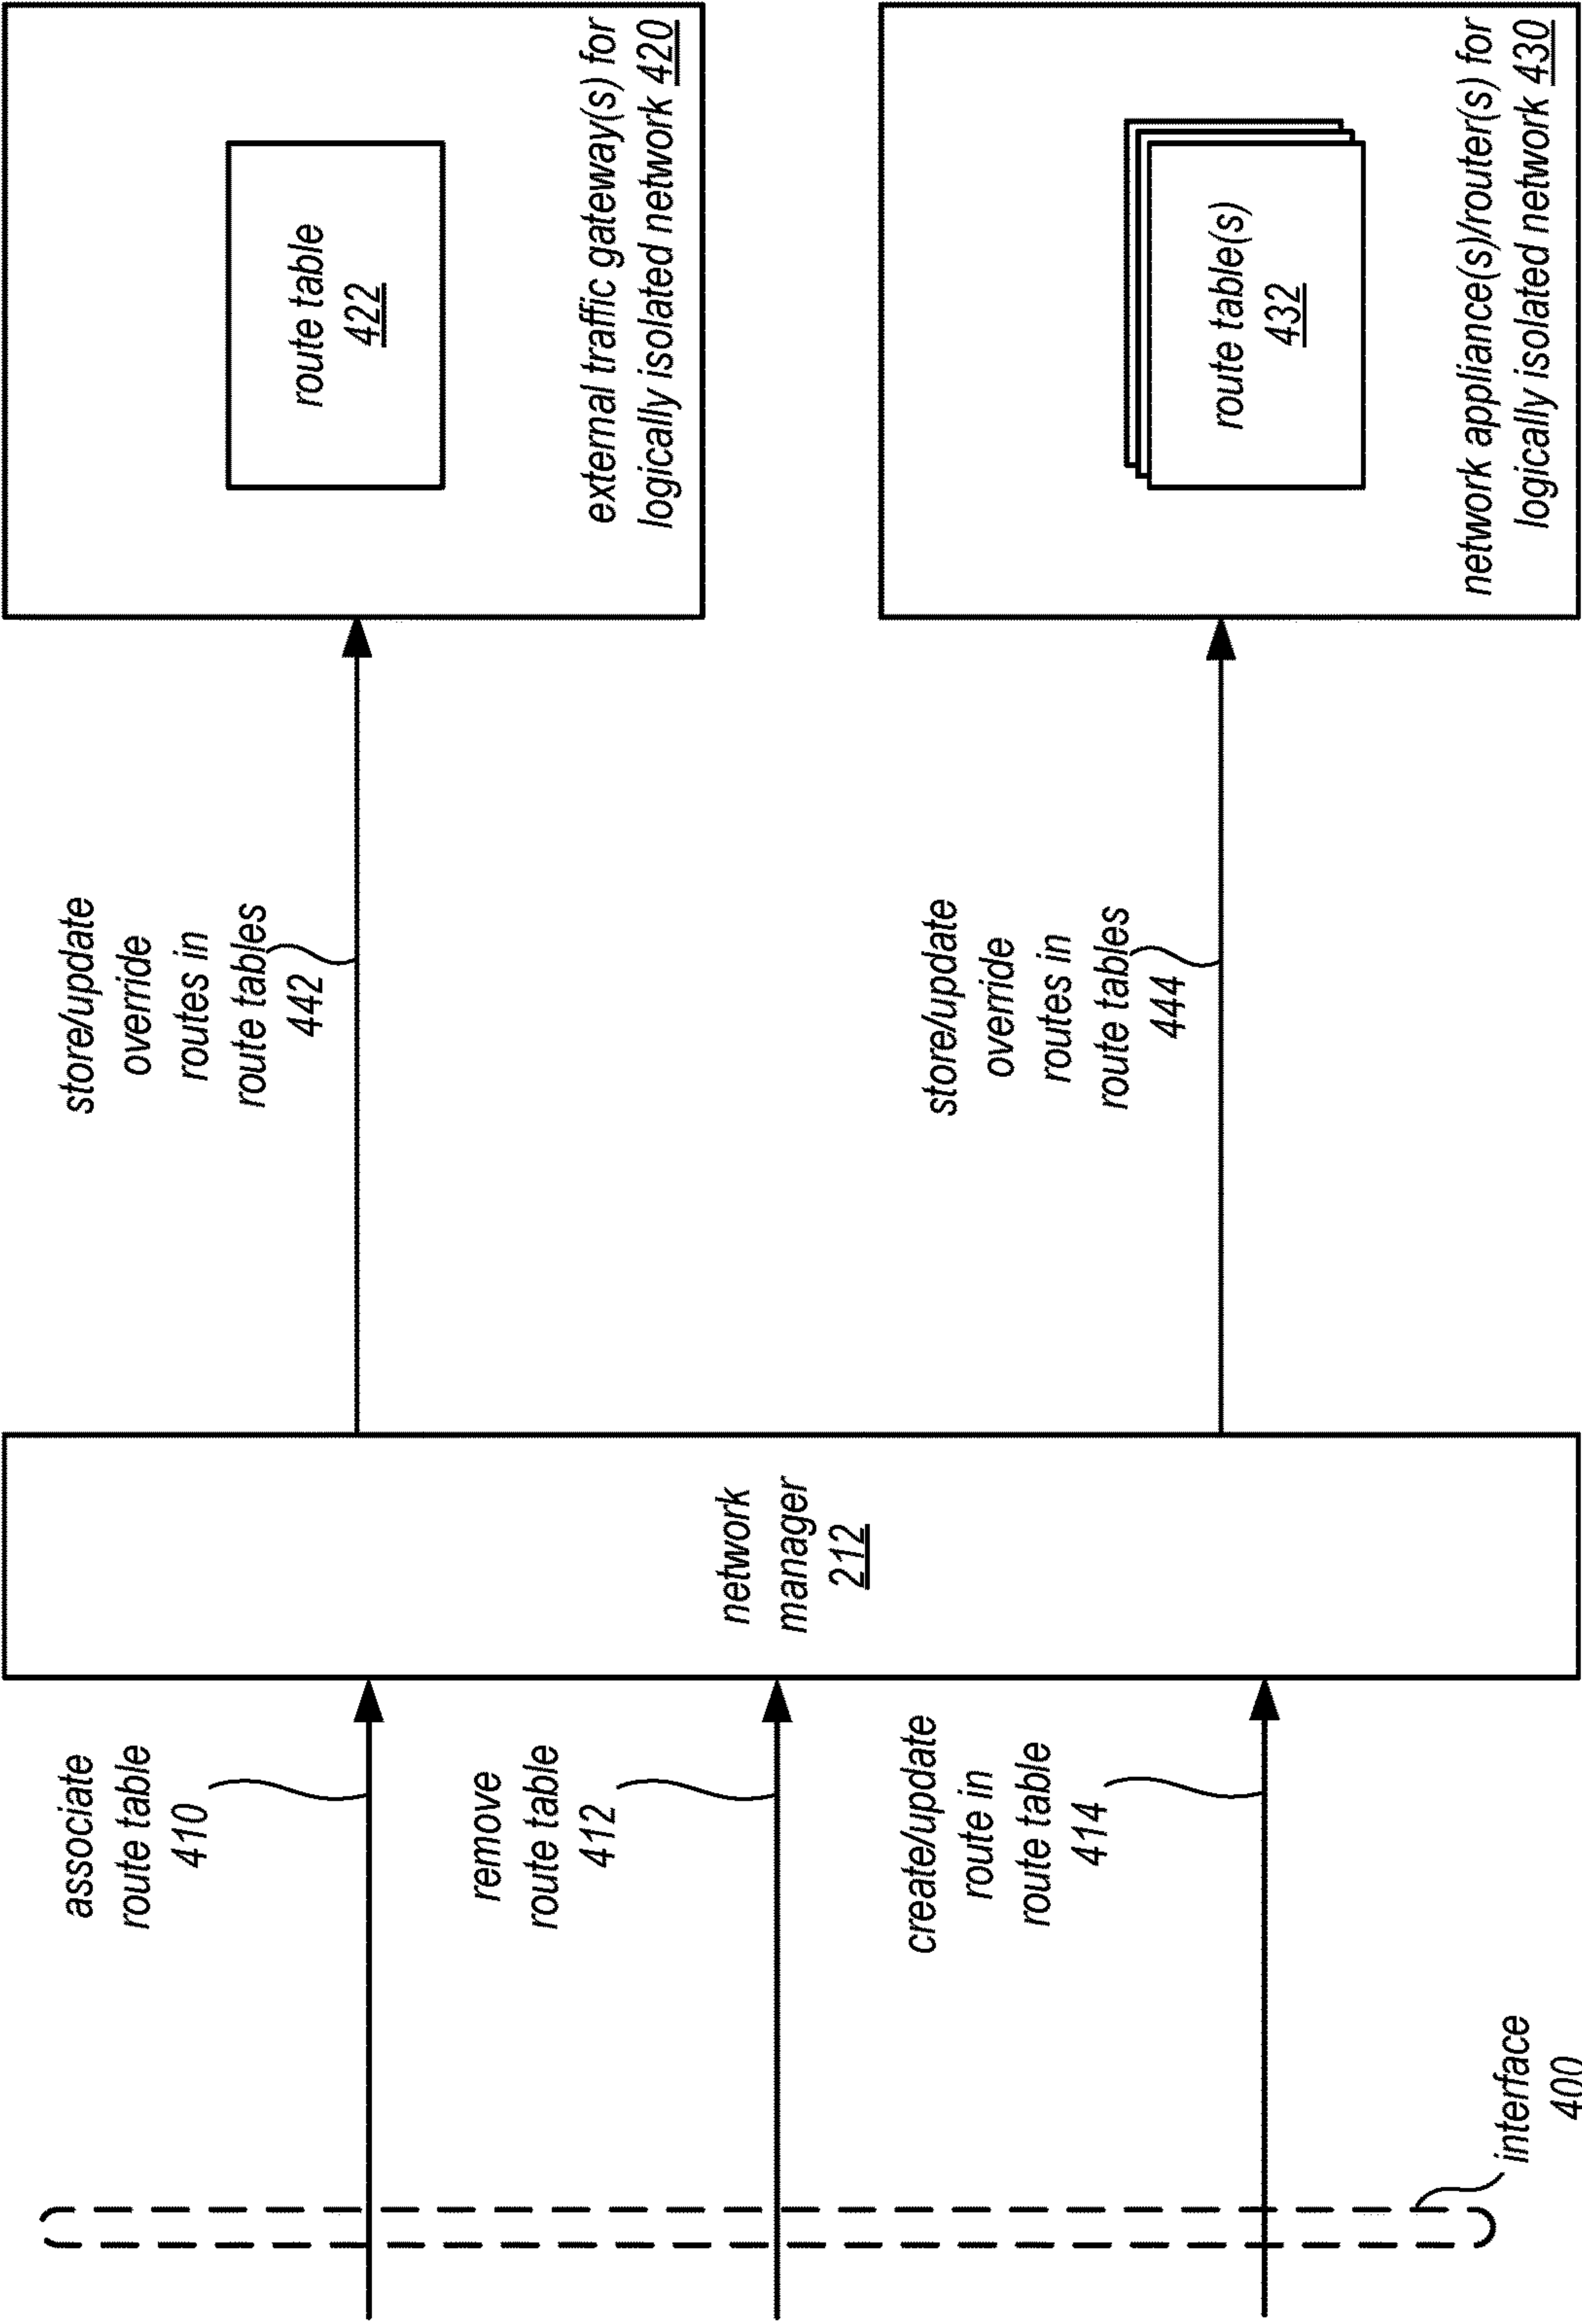 associate
route table
410
remove
route table
412
create/update
route in
route table
414
interface
400
network
manager
212
store/update
override
routes in
route tables
442
store/update
override
routes in
route tables
444
route table
422
external traffic gateway(s) for
logically isolated network 420
route table(s)
432
network appliance(s)/router(s) for
logically isolated network 430